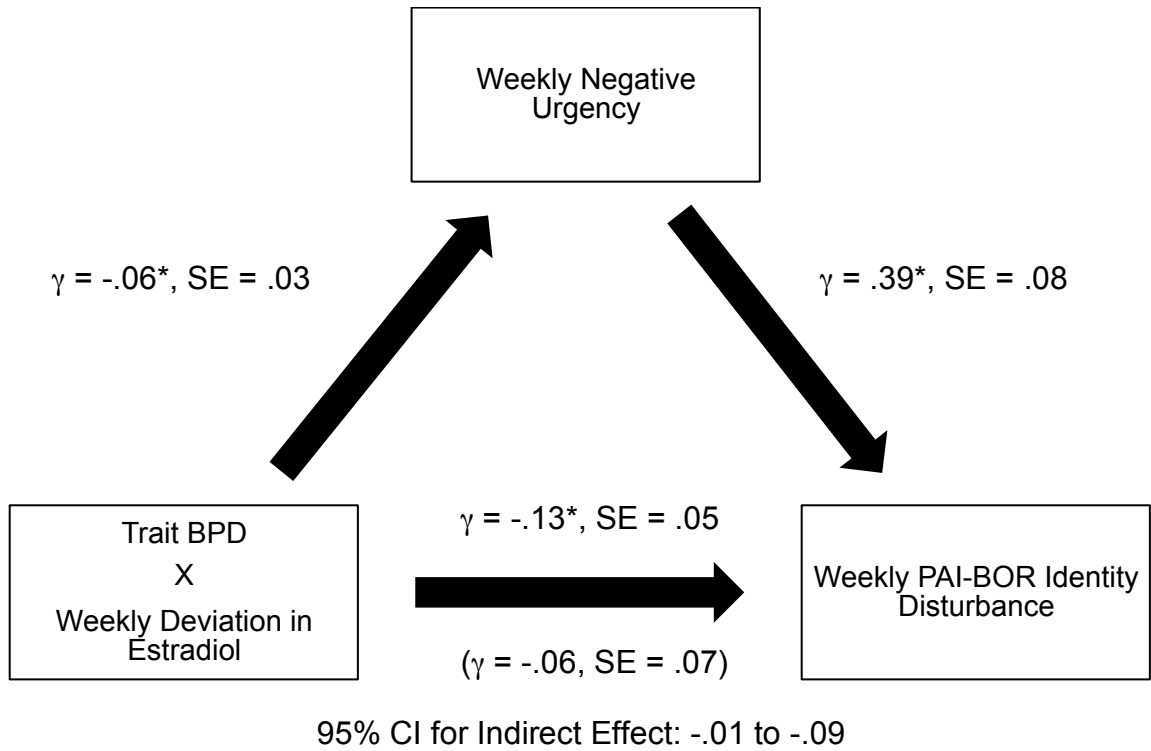 Weekly Negative
Urgency
γ = -.06*, SE = .03
γ = .39*, SE = .08
Trait BPD
X
Weekly Deviation in
Estradiol
γ = -.13*, SE = .05
(γ = -.06, SE = .07)
Weekly PAI-BOR Identity
Disturbance
95% CI for Indirect Effect: -.01 to -.09